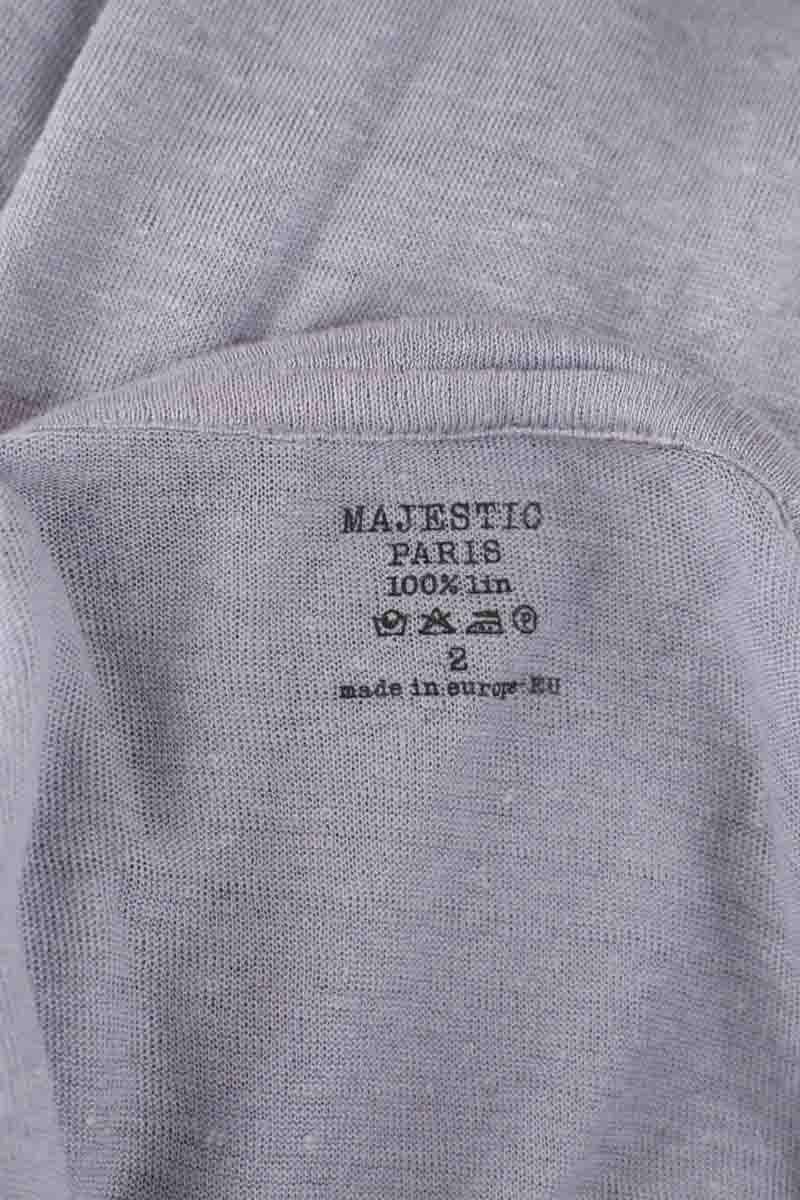 MAJESTIC
PARIS
100% lin
P
2
made in europe-EU